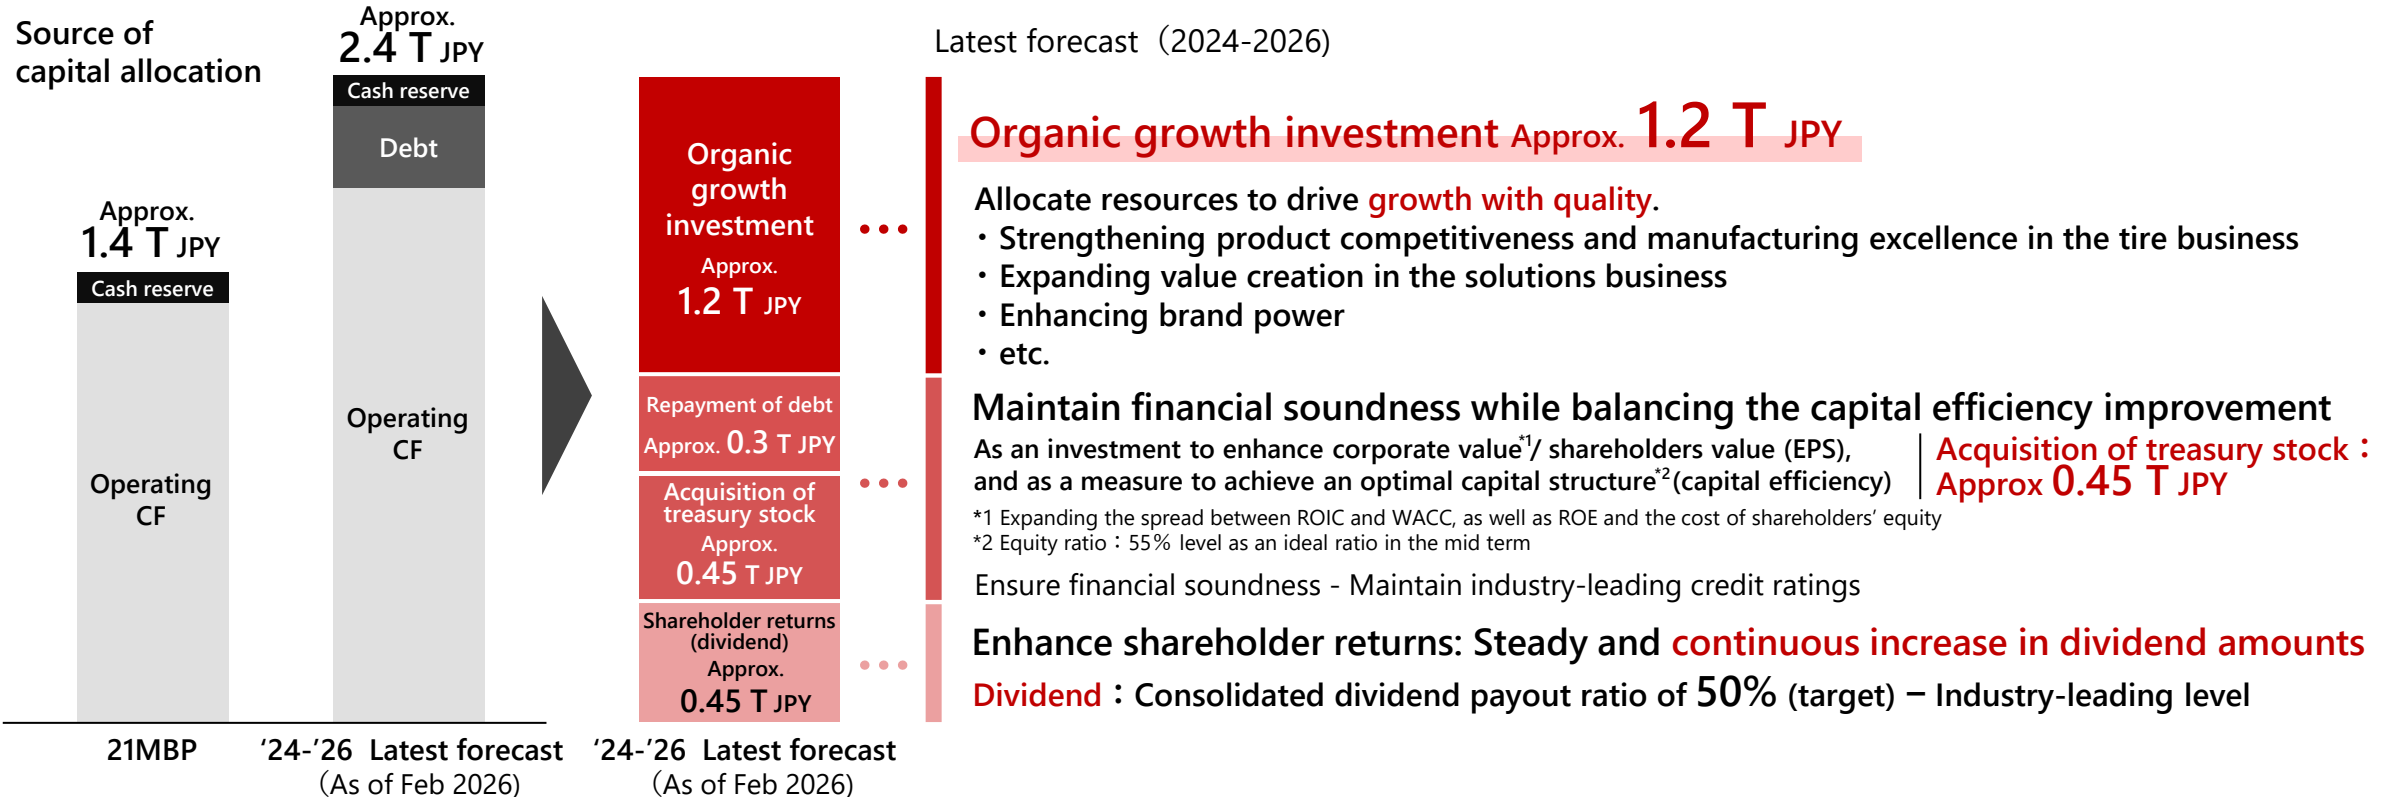 Source of
capital allocation
Approx.
1.4 T JPY
Cash reserve
Operating
CF
21MBP
Approx.
2.4 T JPY
Cash reserve
Debt
Operating
CF
‘24-’26 Latest forecast
（As of Feb 2026)
Organic
growth
investment
Approx.
1.2 T JPY
Repayment of debt
Approx. 0.3 T JPY
Acquisition of
treasury stock
Approx.
0.45 T JPY
Shareholder returns
(dividend)
Approx.
0.45 T JPY
‘24-’26 Latest forecast
（As of Feb 2026)
Latest forecast（2024-2026)
Organic growth investment Approx. 1.2 T JPY
Allocate resources to drive growth with quality.
・Strengthening product competitiveness and manufacturing excellence in the tire business
・Expanding value creation in the solutions business
・Enhancing brand power
・etc.
Maintain financial soundness while balancing the capital efficiency improvement
As an investment to enhance corporate value*1/ shareholders value (EPS),
and as a measure to achieve an optimal capital structure*2(capital efficiency)
Acquisition of treasury stock：
Approx 0.45 T JPY
*1 Expanding the spread between ROIC and WACC, as well as ROE and the cost of shareholders’ equity
*2 Equity ratio：55% level as an ideal ratio in the mid term
Ensure financial soundness - Maintain industry-leading credit ratings
Enhance shareholder returns: Steady and continuous increase in dividend amounts
Dividend：Consolidated dividend payout ratio of 50% (target) – Industry-leading level